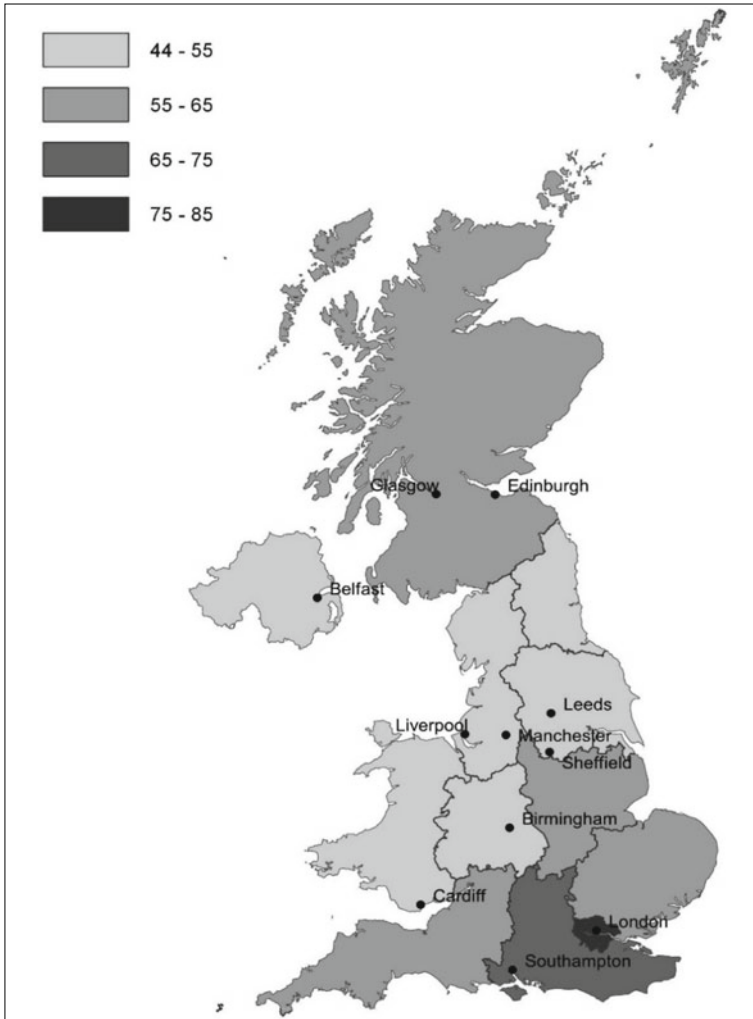 44 - 55
55 - 65
65 - 75
75 - 85
Glasgow
Edinburgh
Belfast
Leeds
Liverpool
Manchester
Sheffield
Birmingham
Cardiff
London
Southampton